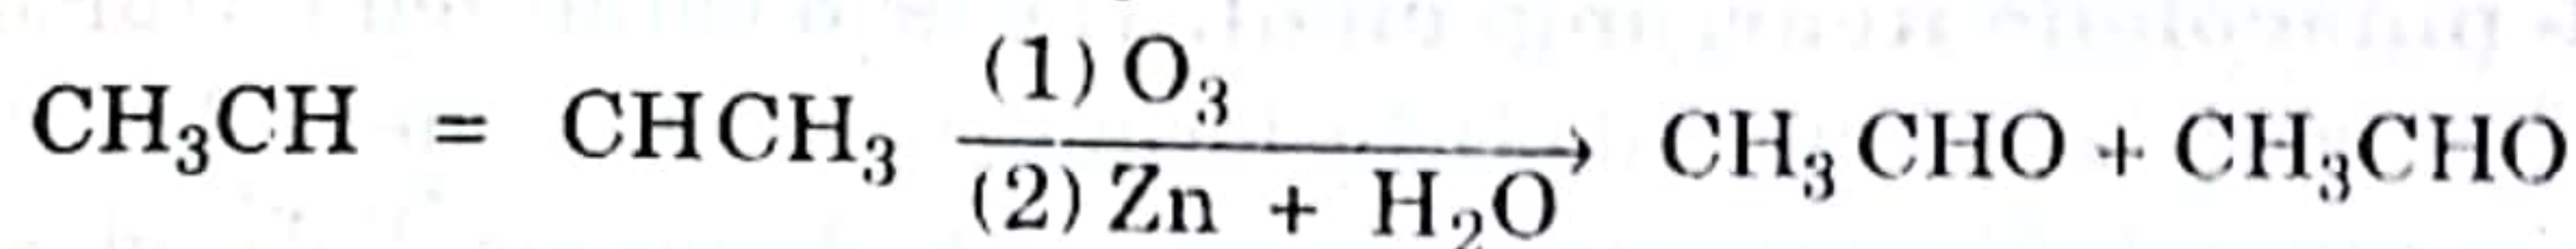 CH₃CH = CHCH₃ (1) O₃ / (2) Zn + H₂O → CH₃CHO + CH₃CHO